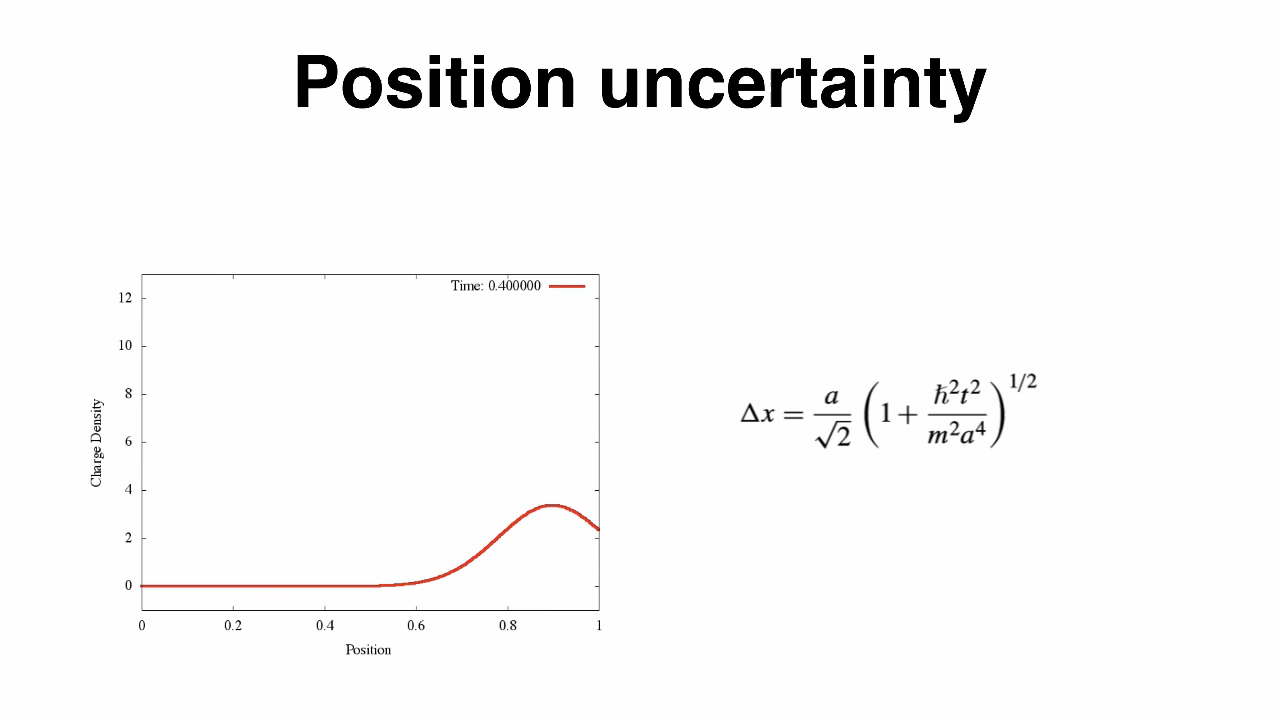 Position uncertainty
Time: 0.400000
12
10
8
6
4
2
0
Charge Density
0 0.2 0.4 0.6 0.8 1
Position
Δx = a/√2 (1 + ℏ²t²/m²a⁴)^1/2